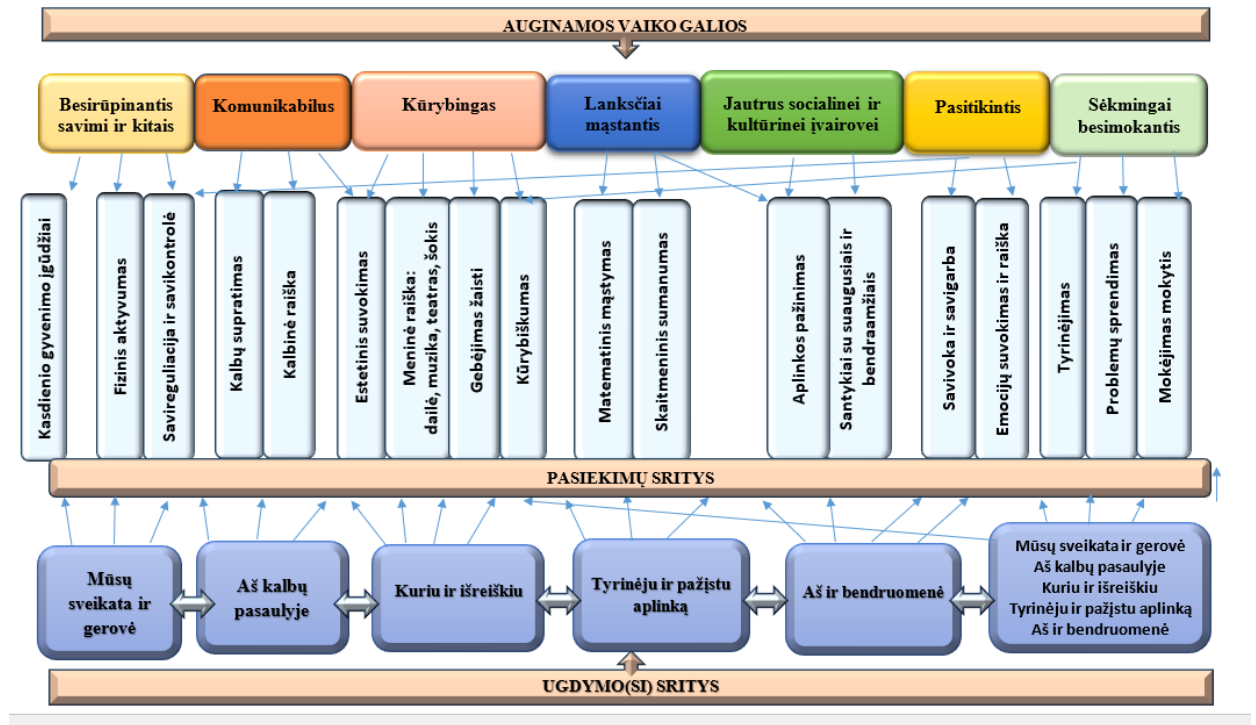 AUGINAMOS VAIKO GALIOS
Besirūpinantis
savimi ir kitais
Komunikabilus
Kūrybingas
Lanksčiai
mąstantis
Jautrus socialinei ir
kultūrinei įvairovei
Pasitikintis
Sėkmingai
besimokantis
Kasdienio gyvenimo įgūdžiai
Fizinis aktyvumas
Savireguliacija ir savikontrolė
Kalbų supratimas
Kalbinė raiška
Estetinis suvokimas
Meninė raiška:
dailė, muzika, teatras, šokis
Gebėjimas žaisti
Kūrybiškumas
Matematinis mąstymas
Skaitmeninis sumanumas
Aplinkos pažinimas
Santykiai su suaugusiais ir
bendraamžiais
Savivoka ir savigarba
Emocijų suvokimas ir raiška
Tyrinėjimas
Problemų sprendimas
Mokėjimas mokytis
PASIEKIMŲ SRITYS
Mūsų
sveikata ir
gerovė
Aš kalbų
pasaulyje
Kuriu ir išreiškiu
Tyrinėju ir pažįstu
aplinką
Aš ir bendruomenė
Mūsų sveikata ir gerovė
Aš kalbų pasaulyje
Kuriu ir išreiškiu
Tyrinėju ir pažįstu aplinką
Aš ir bendruomenė
UGDYMO(SI) SRITYS